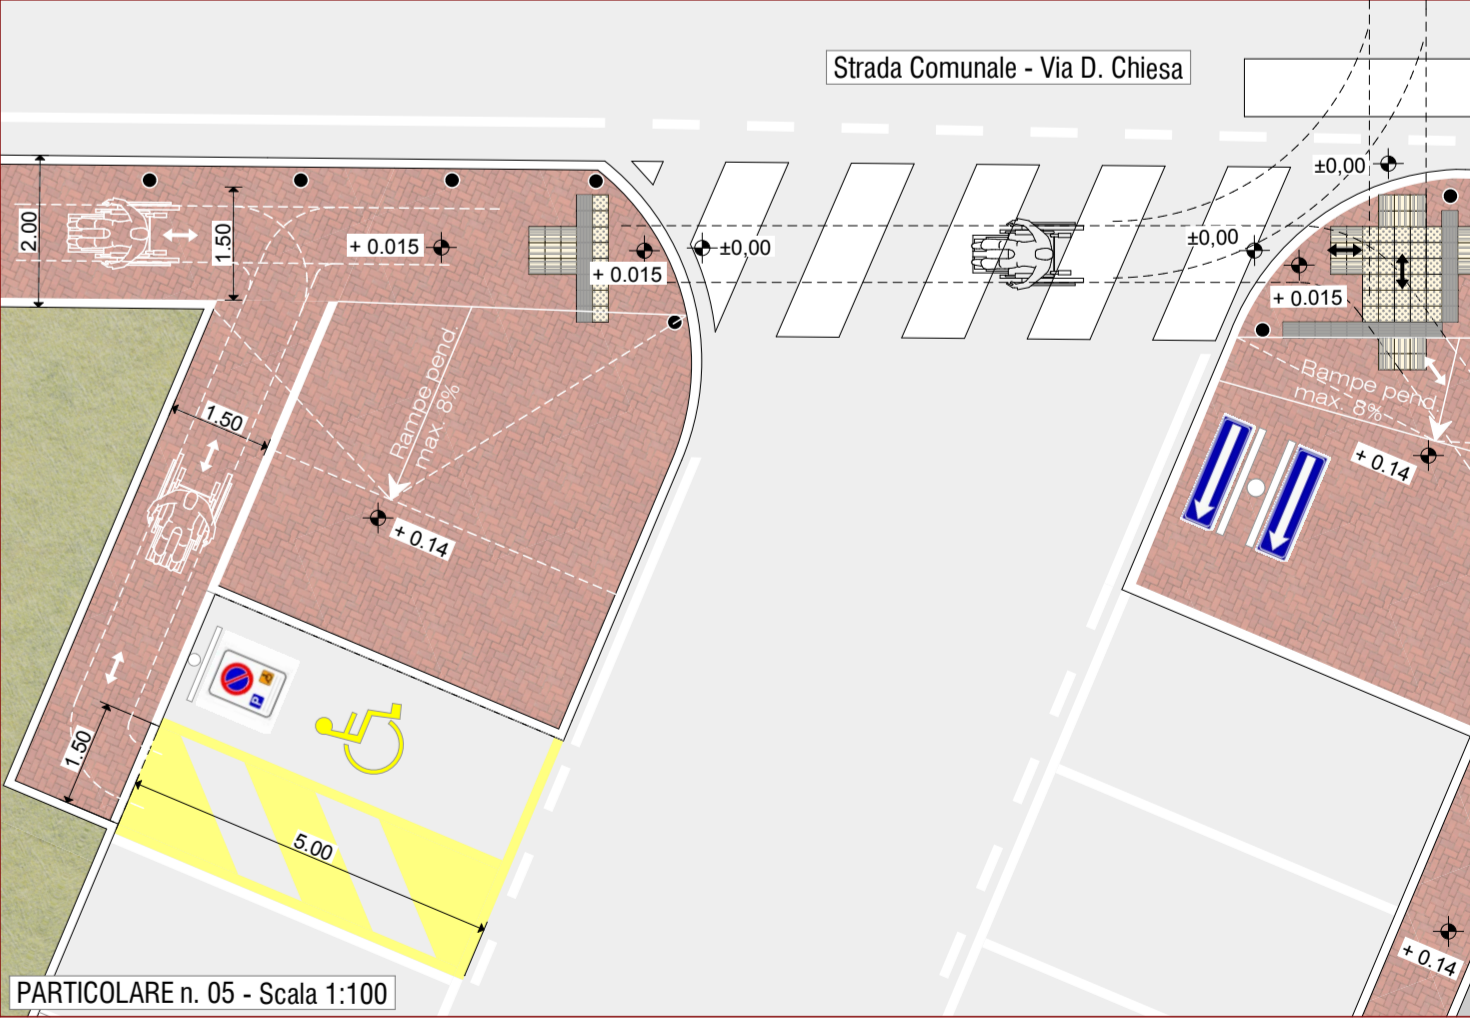 Strada Comunale - Via D. Chiesa
±0,00
2.00
1.50
+ 0.015
+ 0.015
±0,00
±0,00
+ 0.015
Rampe pend.
max. 8%
Rampe pend.
max. 8%
1.50
+ 0.14
+ 0.14
P
1.50
5.00
+ 0.14
PARTICOLARE n. 05 - Scala 1:100